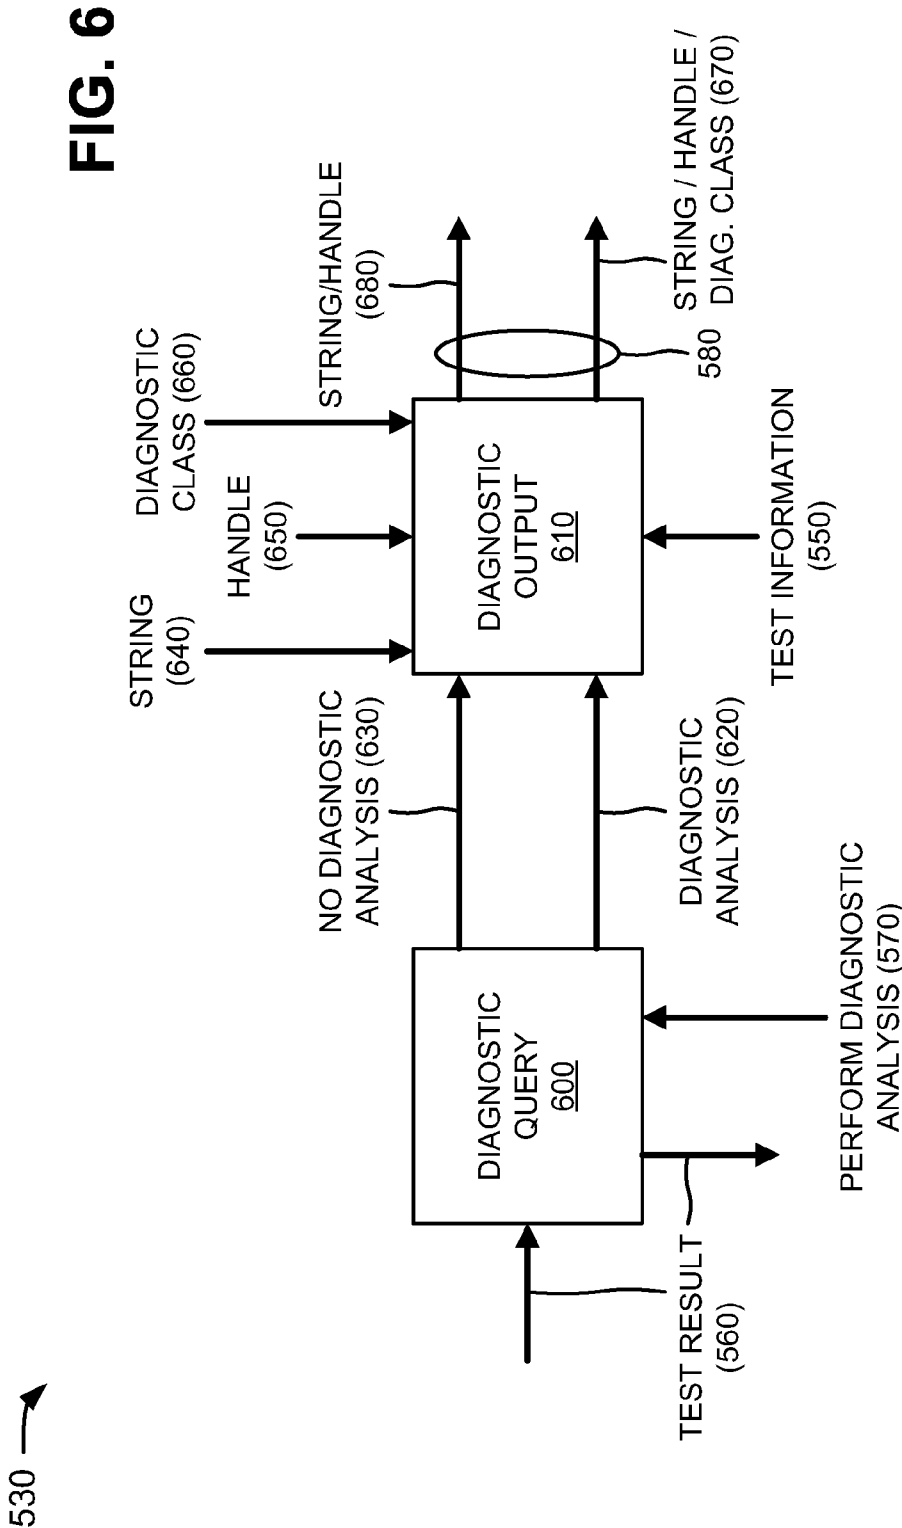 FIG. 6
530
DIAGNOSTIC
CLASS (660)
STRING
(640)
HANDLE
(650)
STRING/HANDLE
(680)
NO DIAGNOSTIC
ANALYSIS (630)
DIAGNOSTIC
QUERY
600
DIAGNOSTIC
OUTPUT
610
STRING / HANDLE /
DIAG. CLASS (670)
580
DIAGNOSTIC
ANALYSIS (620)
TEST RESULT
(560)
TEST INFORMATION
(550)
PERFORM DIAGNOSTIC
ANALYSIS (570)